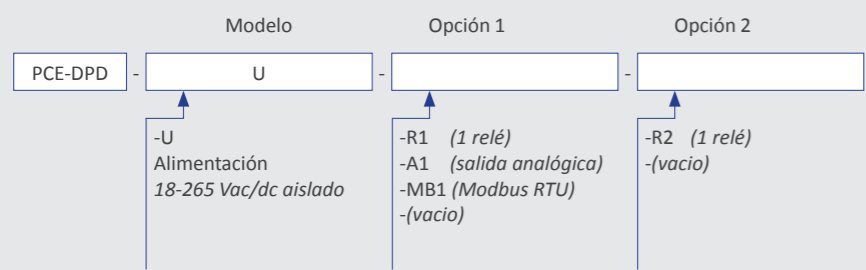 Modelo Opción 1 Opción 2
PCE-DPD - U - -
-U
Alimentación
18-265 Vac/dc aislado
-R1 (1 relé)
-A1 (salida analógica)
-MB1 (Modbus RTU)
-(vacio)
-R2 (1 relé)
-(vacio)